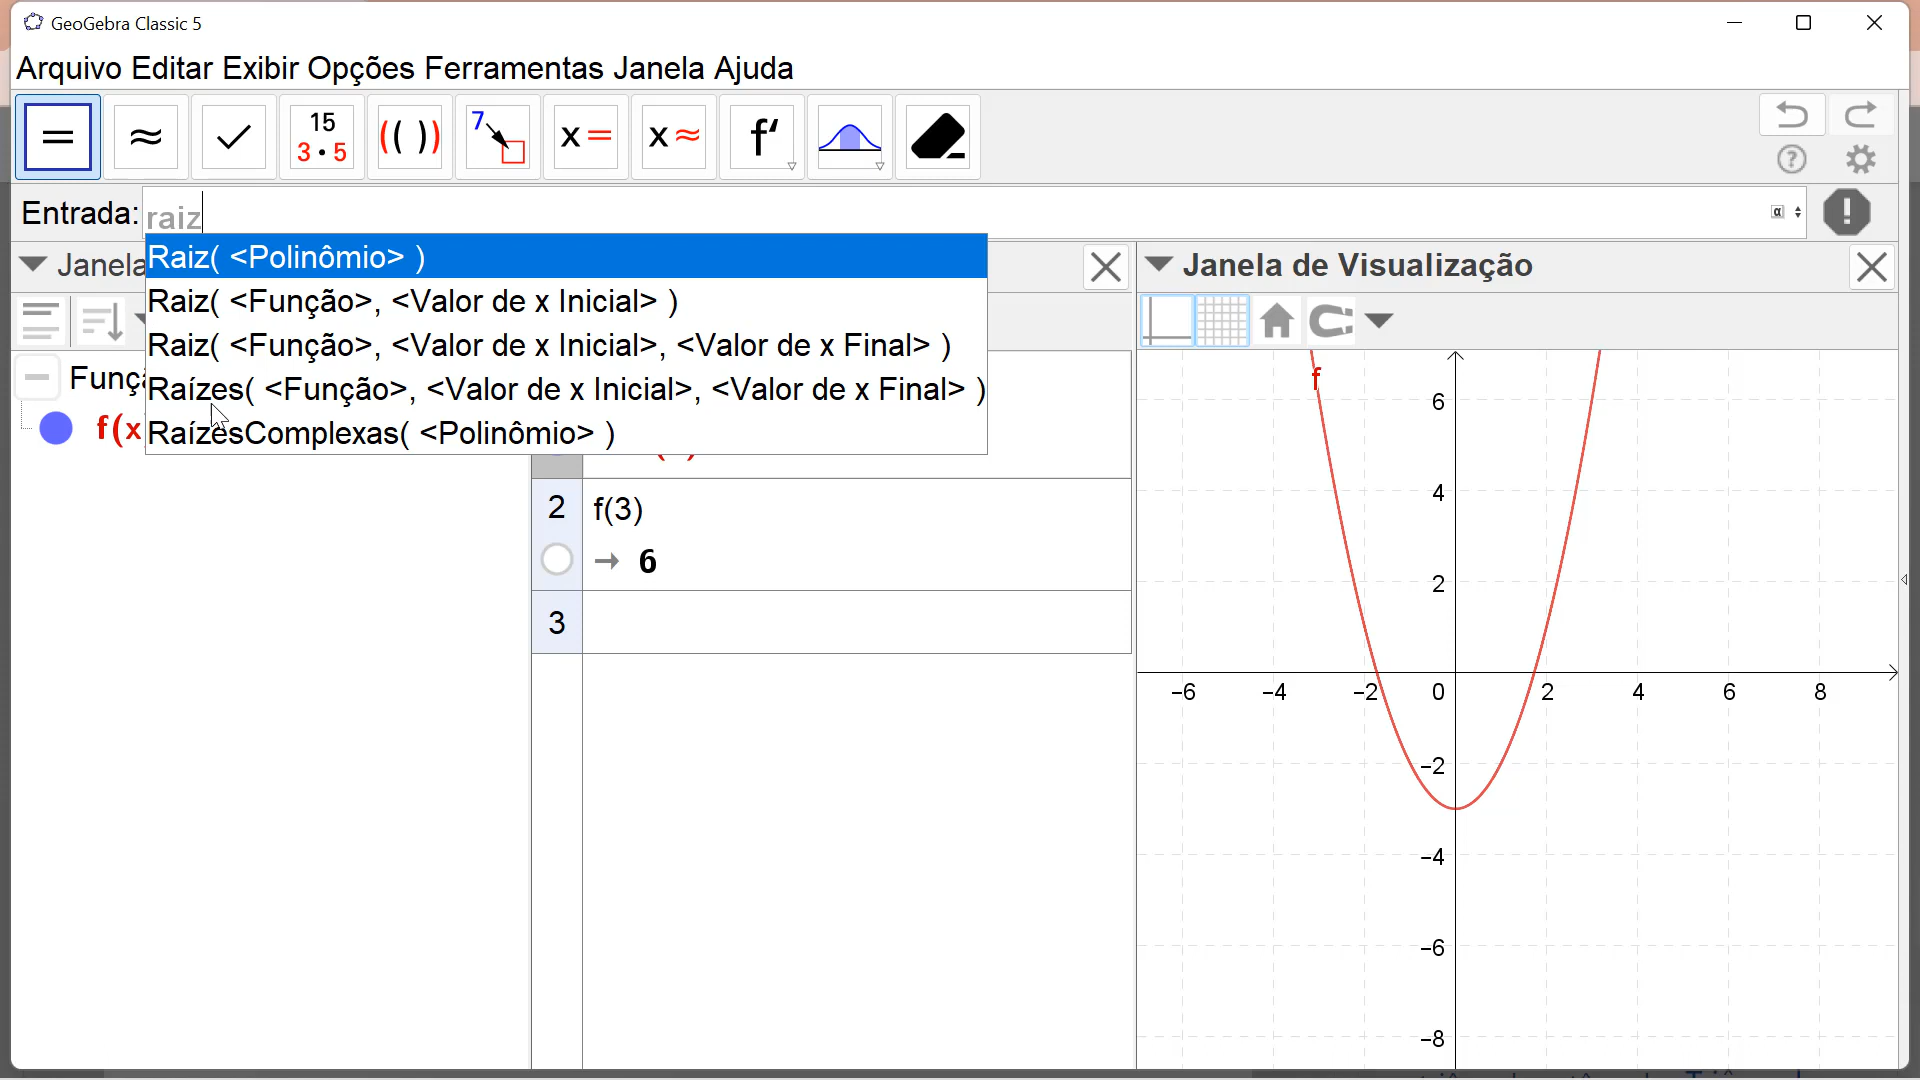 GeoGebra Classic 5
Arquivo Editar Exibir Opções Ferramentas Janela Ajuda
= ≈ ✓ 15 3·5 (( )) 7 x = x ≈ f‘
Entrada: raiz
α
Raiz( <Polinômio> )
Raiz( <Função>, <Valor de x Inicial> )
Raiz( <Função>, <Valor de x Inicial>, <Valor de x Final> )
Raízes( <Função>, <Valor de x Inicial>, <Valor de x Final> )
RaízesComplexas( <Polinômio> )
Janela
Funç
f(x
2 f(3)
→ 6
3
Janela de Visualização
f
6
4
2
–6 –4 –2 0 2 4 6 8
–2
–4
–6
–8